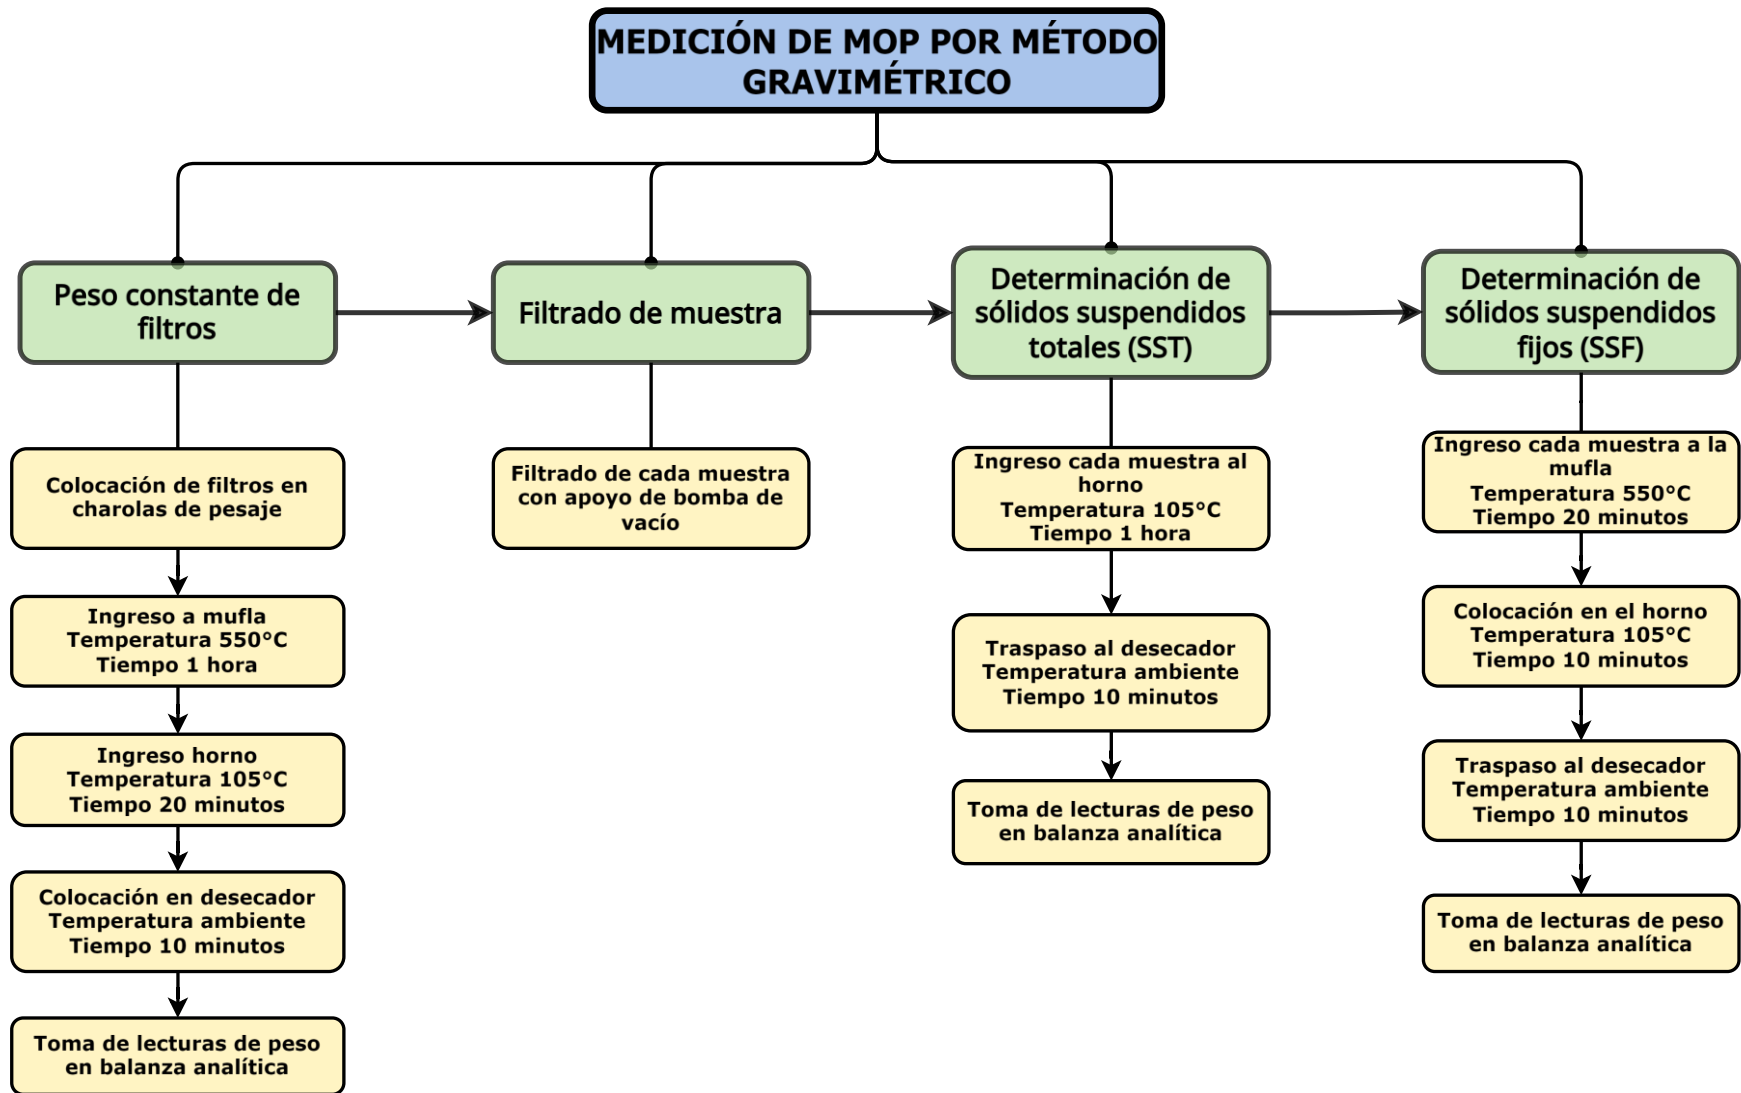 MEDICIÓN DE MOP POR MÉTODO
GRAVIMÉTRICO
Peso constante de
filtros
Filtrado de muestra
Determinación de
sólidos suspendidos
totales (SST)
Determinación de
sólidos suspendidos
fijos (SSF)
Colocación de filtros en
charolas de pesaje
Ingreso a mufla
Temperatura 550°C
Tiempo 1 hora
Ingreso horno
Temperatura 105°C
Tiempo 20 minutos
Colocación en desecador
Temperatura ambiente
Tiempo 10 minutos
Toma de lecturas de peso
en balanza analítica
Filtrado de cada muestra
con apoyo de bomba de
vacío
Ingreso cada muestra al
horno
Temperatura 105°C
Tiempo 1 hora
Traspaso al desecador
Temperatura ambiente
Tiempo 10 minutos
Toma de lecturas de peso
en balanza analítica
Ingreso cada muestra a la
mufla
Temperatura 550°C
Tiempo 20 minutos
Colocación en el horno
Temperatura 105°C
Tiempo 10 minutos
Traspaso al desecador
Temperatura ambiente
Tiempo 10 minutos
Toma de lecturas de peso
en balanza analítica